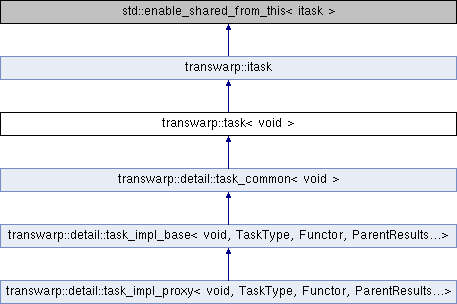 std::enable_shared_from_this< itask >
transwarp::itask
transwarp::task< void >
transwarp::detail::task_common< void >
transwarp::detail::task_impl_base< void, TaskType, Functor, ParentResults...>
transwarp::detail::task_impl_proxy< void, TaskType, Functor, ParentResults...>